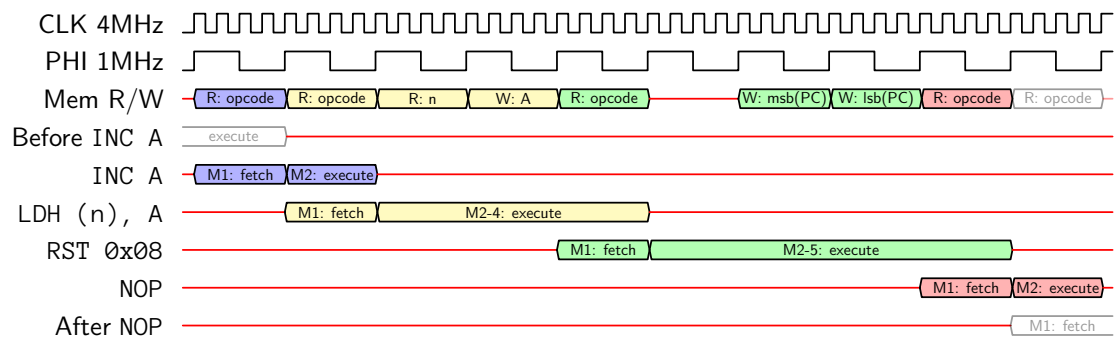 CLK 4MHz
PHI 1MHz
Mem R/W R: opcode R: opcode R: n W: A R: opcode W: msb(PC) W: lsb(PC) R: opcode R: opcode
Before INC A execute
INC A M1: fetch M2: execute
LDH (n), A M1: fetch M2-4: execute
RST 0x08 M1: fetch M2-5: execute
NOP M1: fetch M2: execute
After NOP M1: fetch